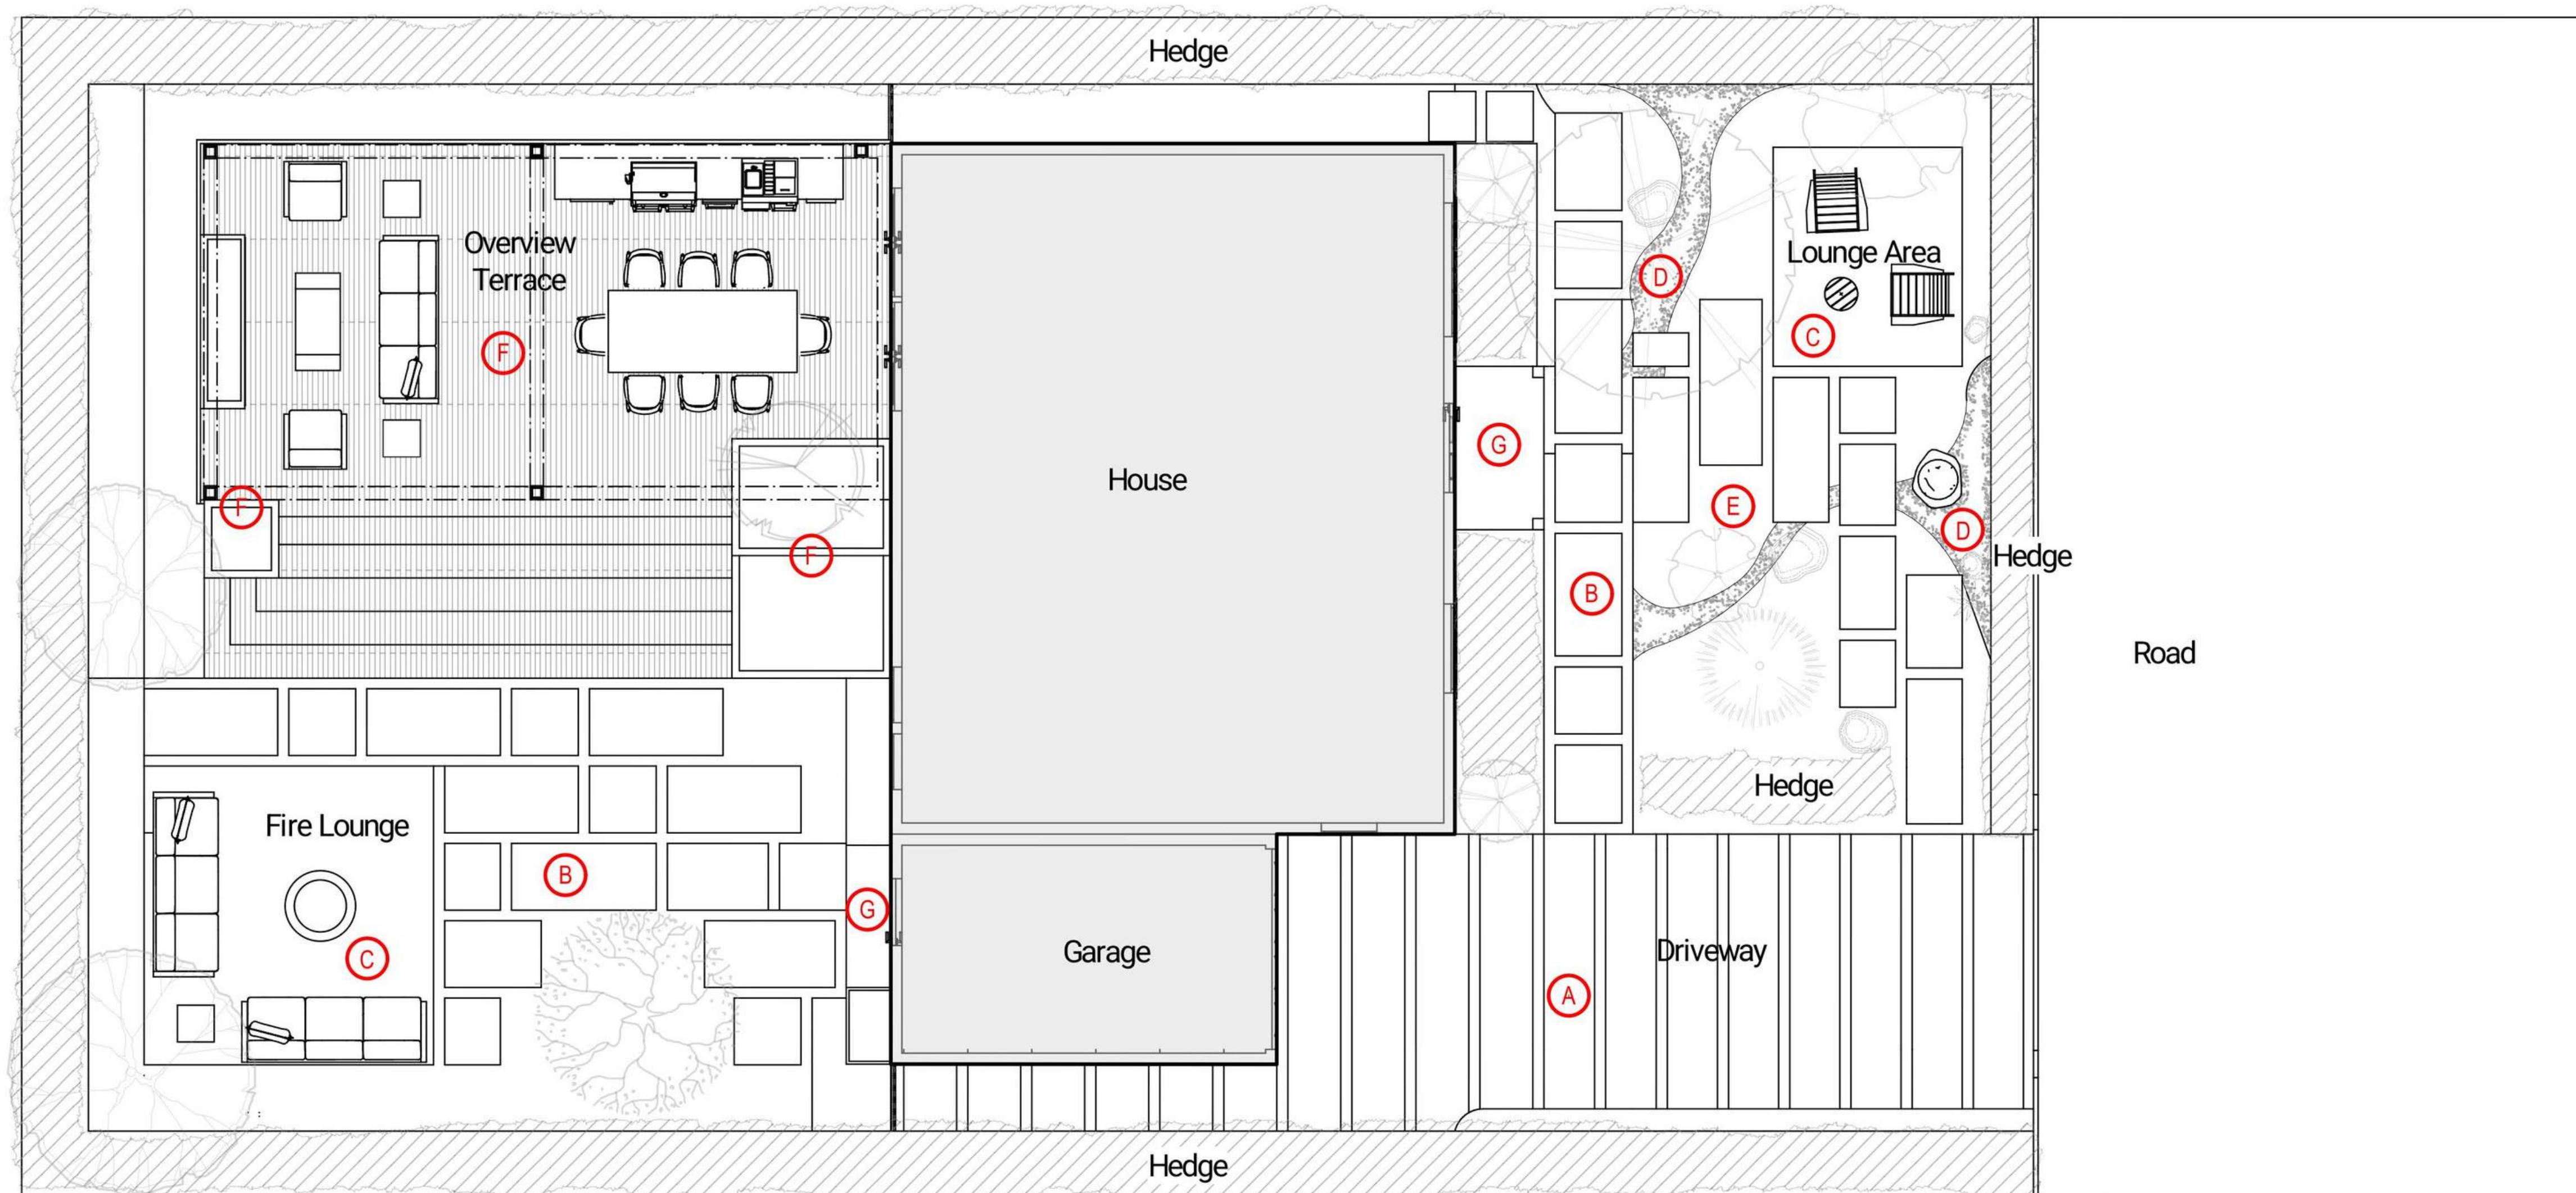 Hedge
Overview
Terrace
Lounge Area
D
C
F
G
House
F
E
D
F
Hedge
B
Road
Hedge
Fire Lounge
B
G
C
Garage
Driveway
A
Hedge